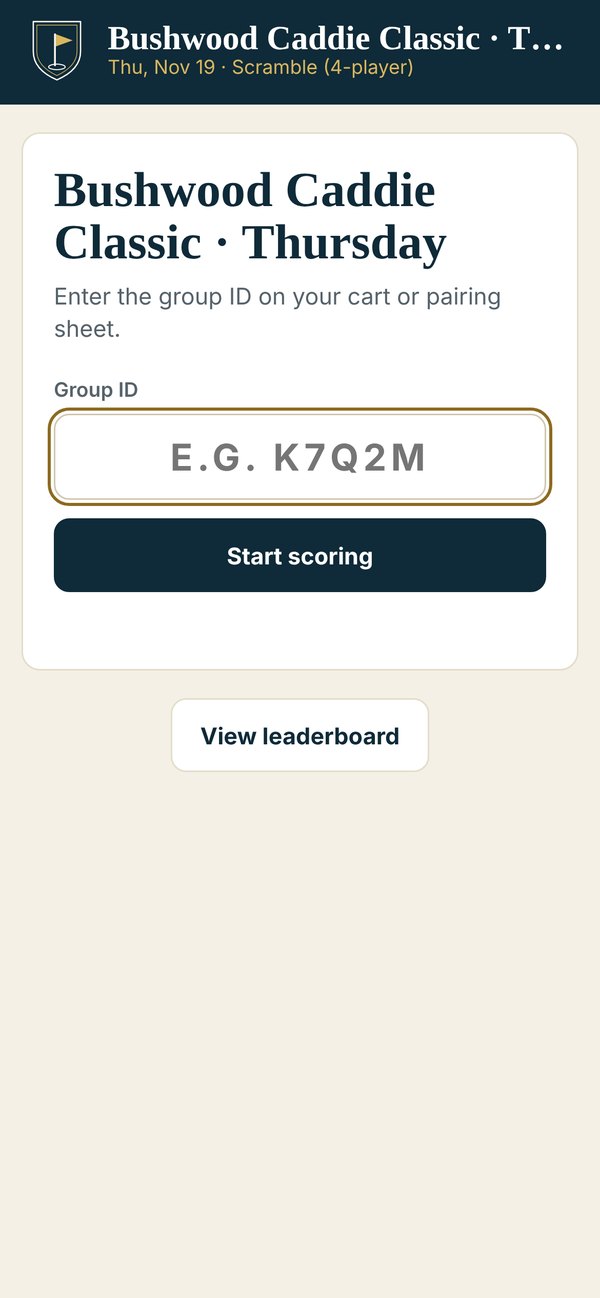 Bushwood Caddie Classic · T...
Thu, Nov 19 · Scramble (4-player)
Bushwood Caddie
Classic · Thursday
Enter the group ID on your cart or pairing
sheet.
Group ID
E.G. K7Q2M
Start scoring
View leaderboard